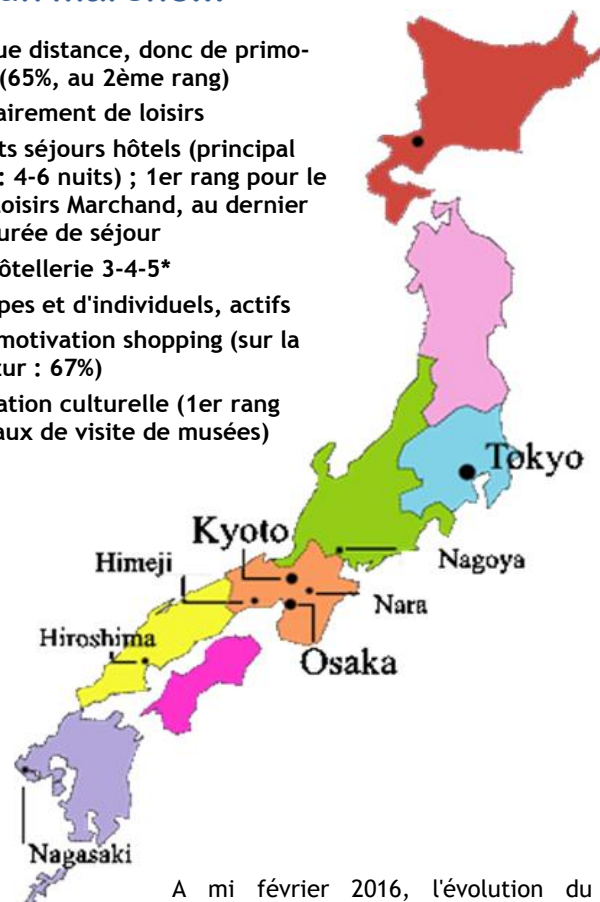 ue distance, donc de primo-
(65%, au 2ème rang)
airement de loisirs
ts séjours hôtels (principal
: 4-6 nuits) ; 1er rang pour le
oisirs Marchand, au dernier
urée de séjour
ôtellerie 3-4-5*
pes et d'individuels, actifs
motivation shopping (sur la
zur : 67%)
ation culturelle (1er rang
aux de visite de musées)
Tokyo
Kyoto
Himeji
Nagoya
Nara
Hiroshima
Osaka
Nagasaki
A mi février 2016, l'évolution du